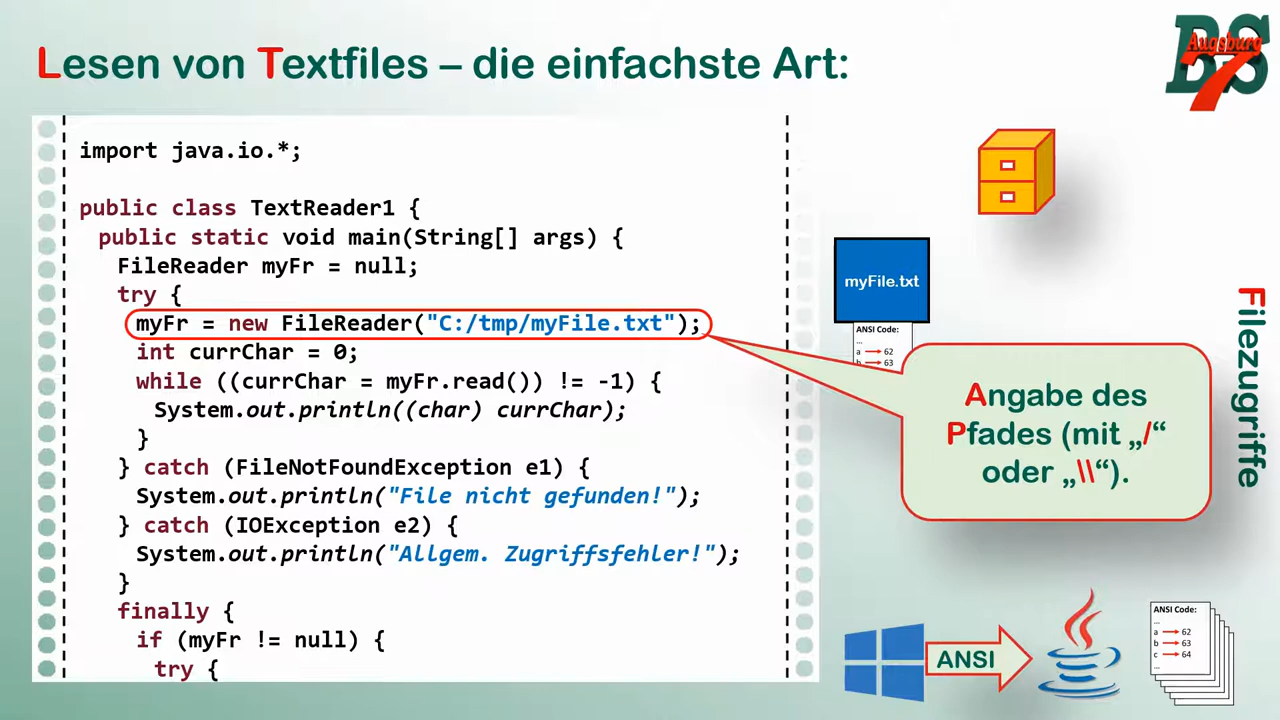 Lesen von Textfiles – die einfachste Art:
BS
Augsburg
7
import java.io.*;
public class TextReader1 {
public static void main(String[] args) {
FileReader myFr = null;
try {
myFr = new FileReader("C:/tmp/myFile.txt");
int currChar = 0;
while ((currChar = myFr.read()) != -1) {
System.out.println((char) currChar);
}
} catch (FileNotFoundException e1) {
System.out.println("File nicht gefunden!");
} catch (IOException e2) {
System.out.println("Allgem. Zugriffsfehler!");
}
finally {
if (myFr != null) {
try {
myFile.txt
ANSI Code:
...
a 62
b 63
Angabe des
Pfades (mit „/“
oder „\\“).
Filezugriffe
ANSI
ANSI Code:
...
a 62
b 63
c 64
...